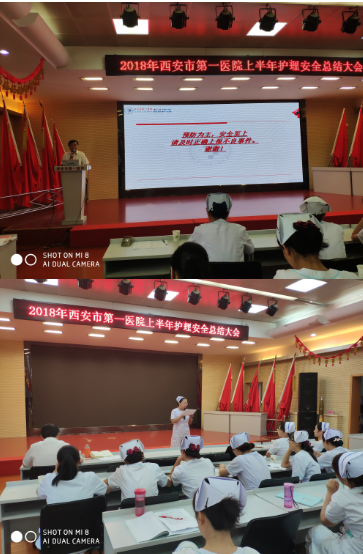 2018年西安市第一医院上半年护理安全总结大会
预防为主，安全至上
请及时正确上报不良事件。
谢谢！
SHOT ON MI 8
AI DUAL CAMERA
2018年西安市第一医院上半年护理安全总结大会
SHOT ON MI 8
AI DUAL CAMERA